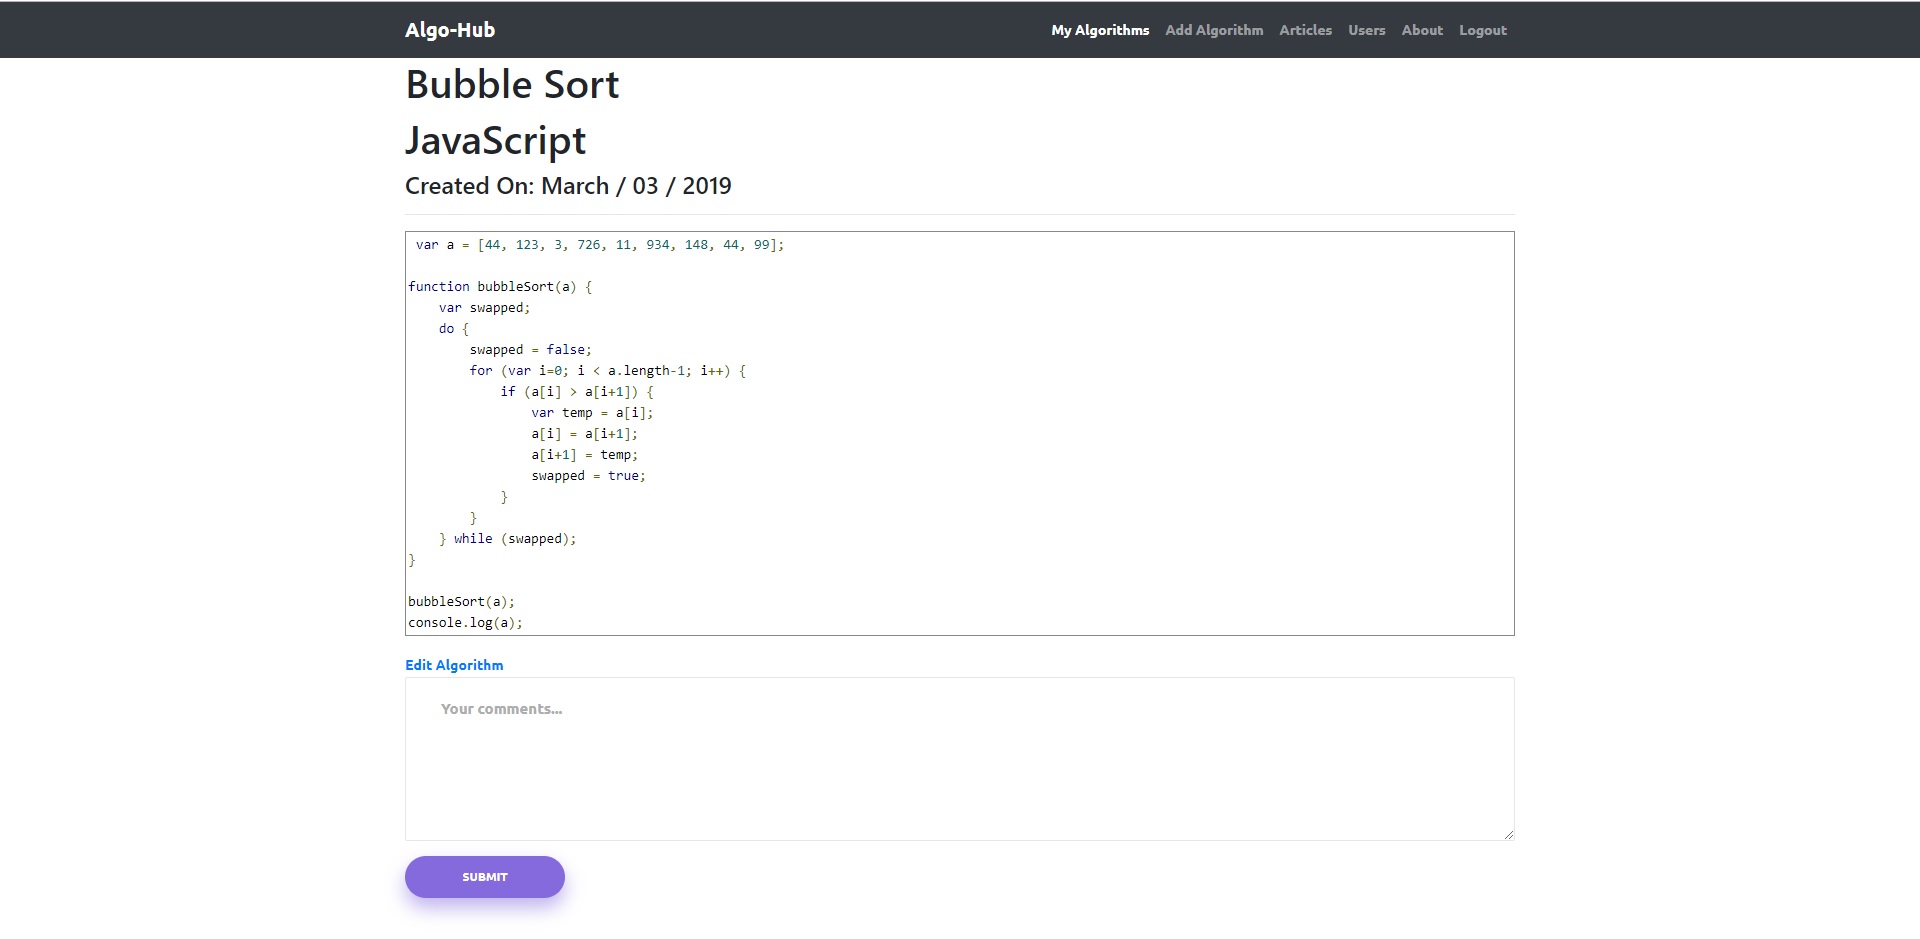 Algo-Hub
My Algorithms Add Algorithm Articles Users About Logout
Bubble Sort
JavaScript
Created On: March / 03 / 2019
var a = [44, 123, 3, 726, 11, 934, 148, 44, 99];
function bubbleSort(a) {
    var swapped;
    do {
        swapped = false;
        for (var i=0; i < a.length-1; i++) {
            if (a[i] > a[i+1]) {
                var temp = a[i];
                a[i] = a[i+1];
                a[i+1] = temp;
                swapped = true;
            }
        }
    } while (swapped);
}
bubbleSort(a);
console.log(a);
Edit Algorithm
Your comments...
SUBMIT